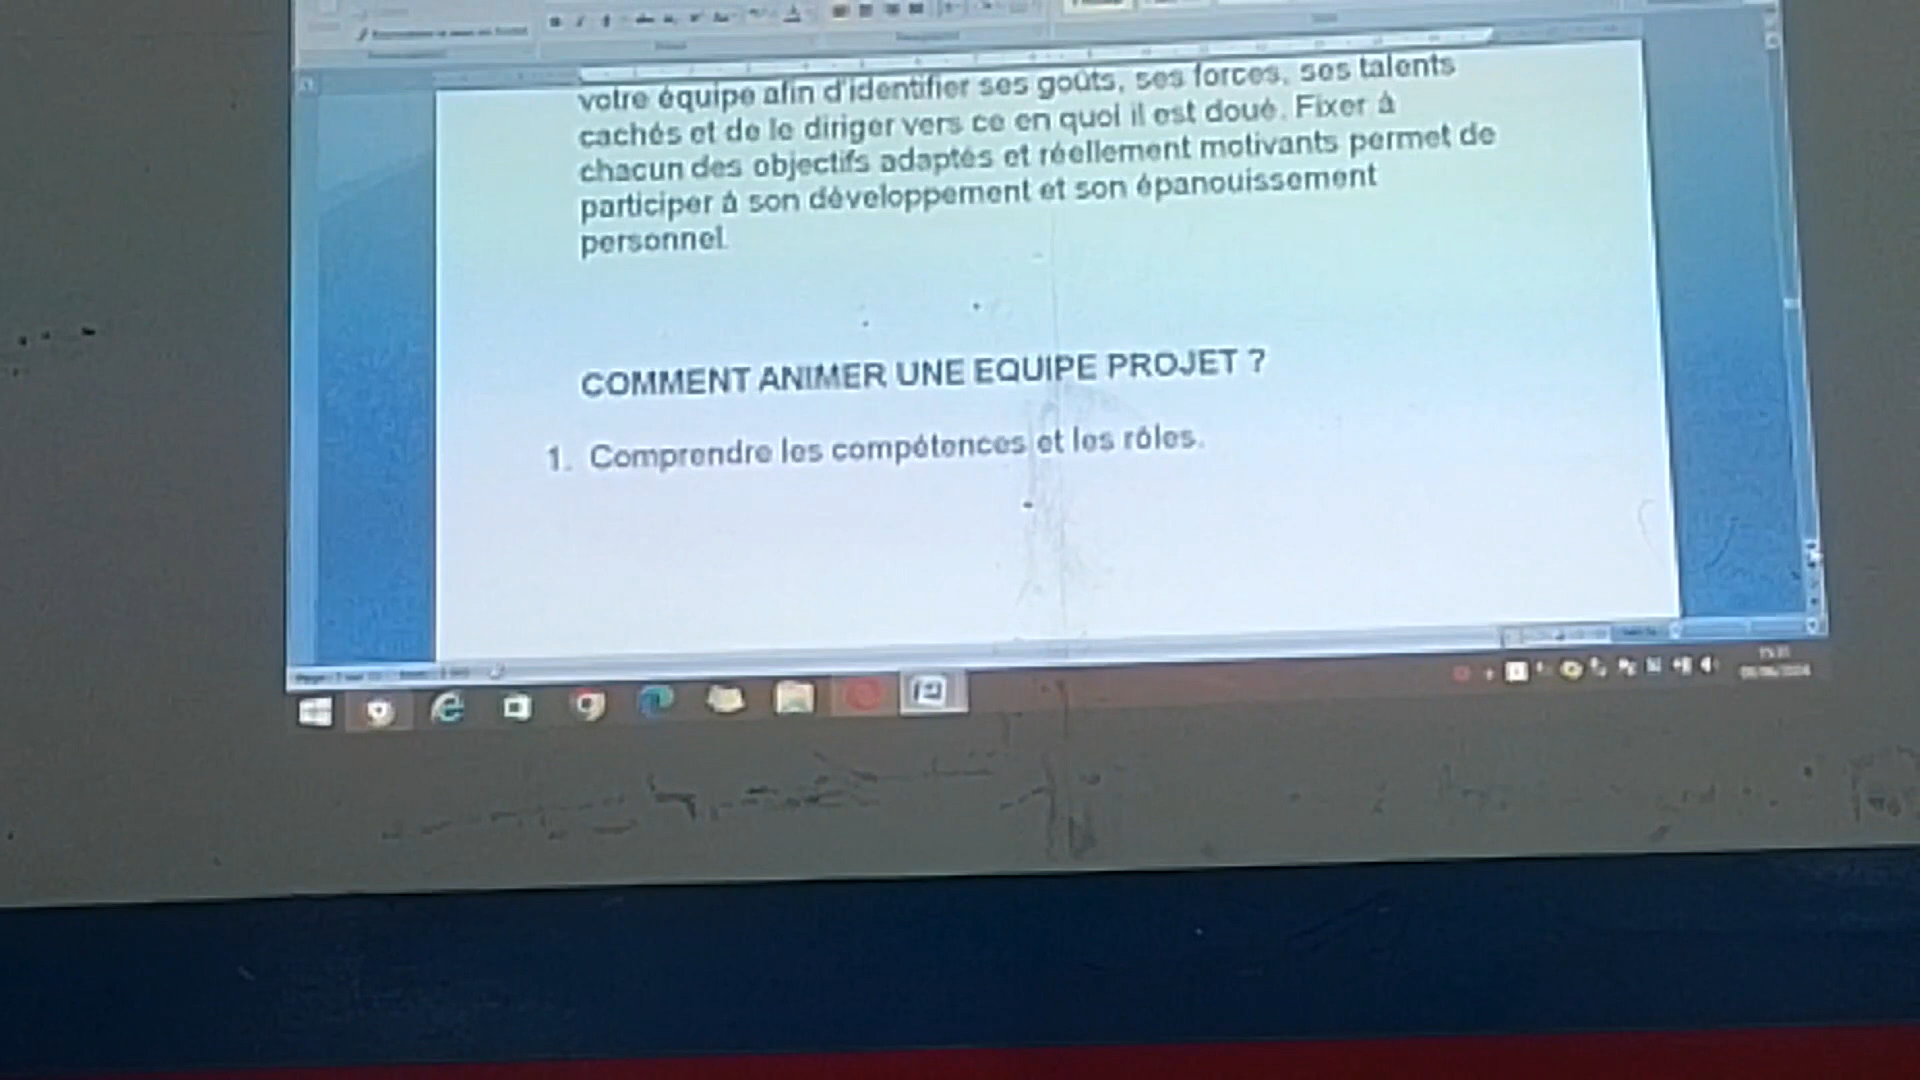 votre équipe afin d'identifier ses goûts, ses forces, ses talents
cachés et de le diriger vers ce en quoi il est doué. Fixer à
chacun des objectifs adaptés et réellement motivants permet de
participer à son développement et son épanouissement
personnel.
COMMENT ANIMER UNE EQUIPE PROJET ?
1. Comprendre les compétences et les rôles.